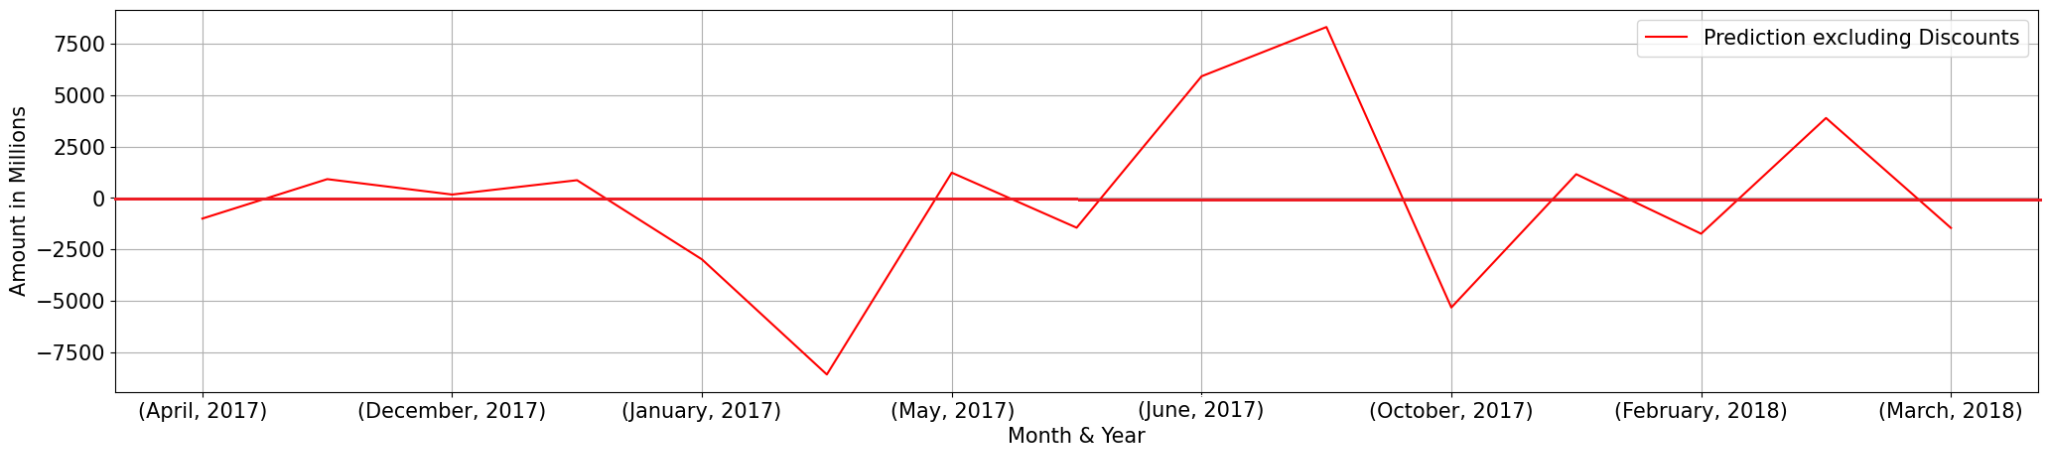 Prediction excluding Discounts
7500
5000
2500
0
−2500
−5000
−7500
Amount in Millions
(April, 2017) (December, 2017) (January, 2017) (May, 2017) (June, 2017) (October, 2017) (February, 2018) (March, 2018)
Month & Year